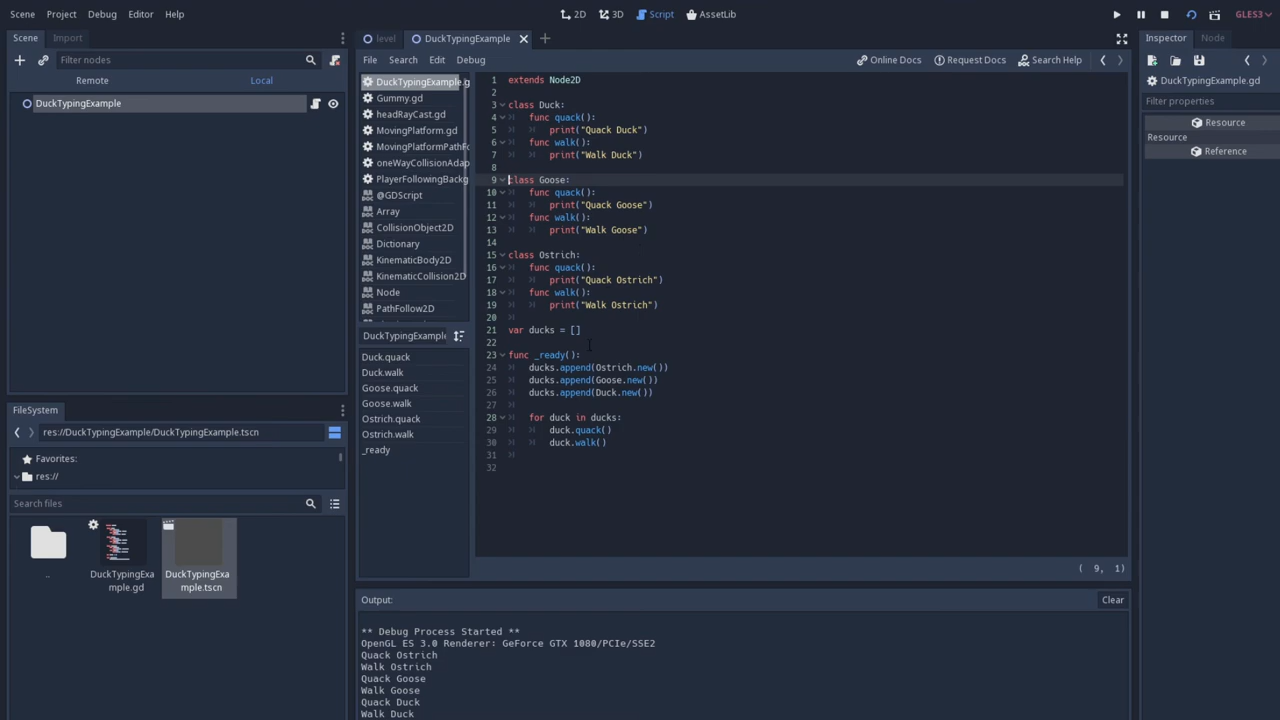 Scene Project Debug Editor Help
2D 3D Script AssetLib
GLES3
Scene Import
Filter nodes
Remote Local
DuckTypingExample
FileSystem
res://DuckTypingExample/DuckTypingExample.tscn
Favorites:
res://
Search files
..
DuckTypingExa
mple.gd
DuckTypingExa
mple.tscn
level DuckTypingExample
File Search Edit Debug
Online Docs Request Docs Search Help
DuckTypingExample.g
Gummy.gd
headRayCast.gd
MovingPlatform.gd
MovingPlatformPathFo
oneWayCollisionAdap
PlayerFollowingBackg
@GDScript
Array
CollisionObject2D
Dictionary
KinematicBody2D
KinematicCollision2D
Node
PathFollow2D
DuckTypingExample
Duck.quack
Duck.walk
Goose.quack
Goose.walk
Ostrich.quack
Ostrich.walk
_ready
1 extends Node2D
2
3 class Duck:
4 func quack():
5 print("Quack Duck")
6 func walk():
7 print("Walk Duck")
8
9 class Goose:
10 func quack():
11 print("Quack Goose")
12 func walk():
13 print("Walk Goose")
14
15 class Ostrich:
16 func quack():
17 print("Quack Ostrich")
18 func walk():
19 print("Walk Ostrich")
20
21 var ducks = []
22
23 func _ready():
24 ducks.append(Ostrich.new())
25 ducks.append(Goose.new())
26 ducks.append(Duck.new())
27
28 for duck in ducks:
29 duck.quack()
30 duck.walk()
31
32
( 9, 1)
Output: Clear
** Debug Process Started **
OpenGL ES 3.0 Renderer: GeForce GTX 1080/PCIe/SSE2
Quack Ostrich
Walk Ostrich
Quack Goose
Walk Goose
Quack Duck
Walk Duck
Inspector Node
DuckTypingExample.gd
Filter properties
Resource
Resource
Reference